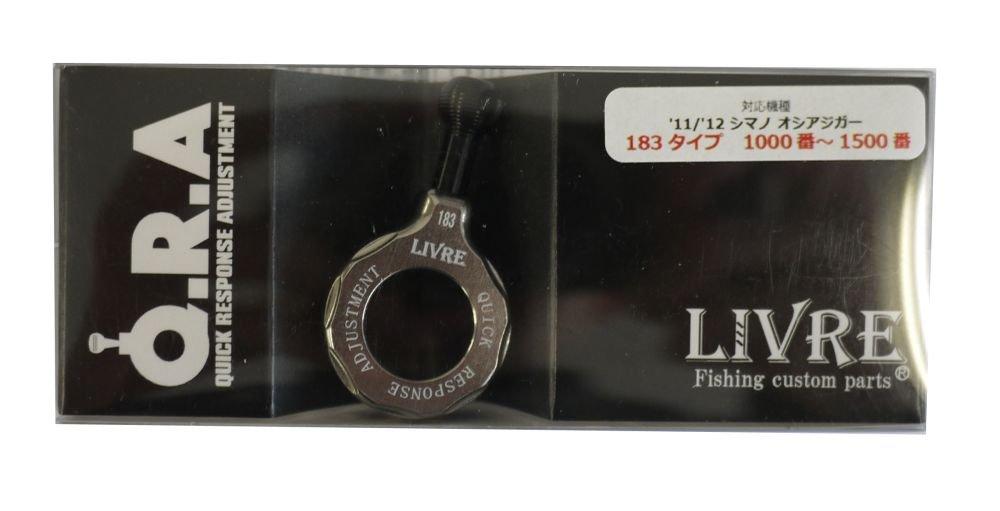 Q.R.A
QUICK RESPONSE ADJUSTMENT
183
LIVRE
QUICK RESPONSE ADJUSTMENT
対応機種
'11/'12 シマノ オシアジガー
183 タイプ 1000 番～ 1500 番
LIVRE
Fishing custom parts®